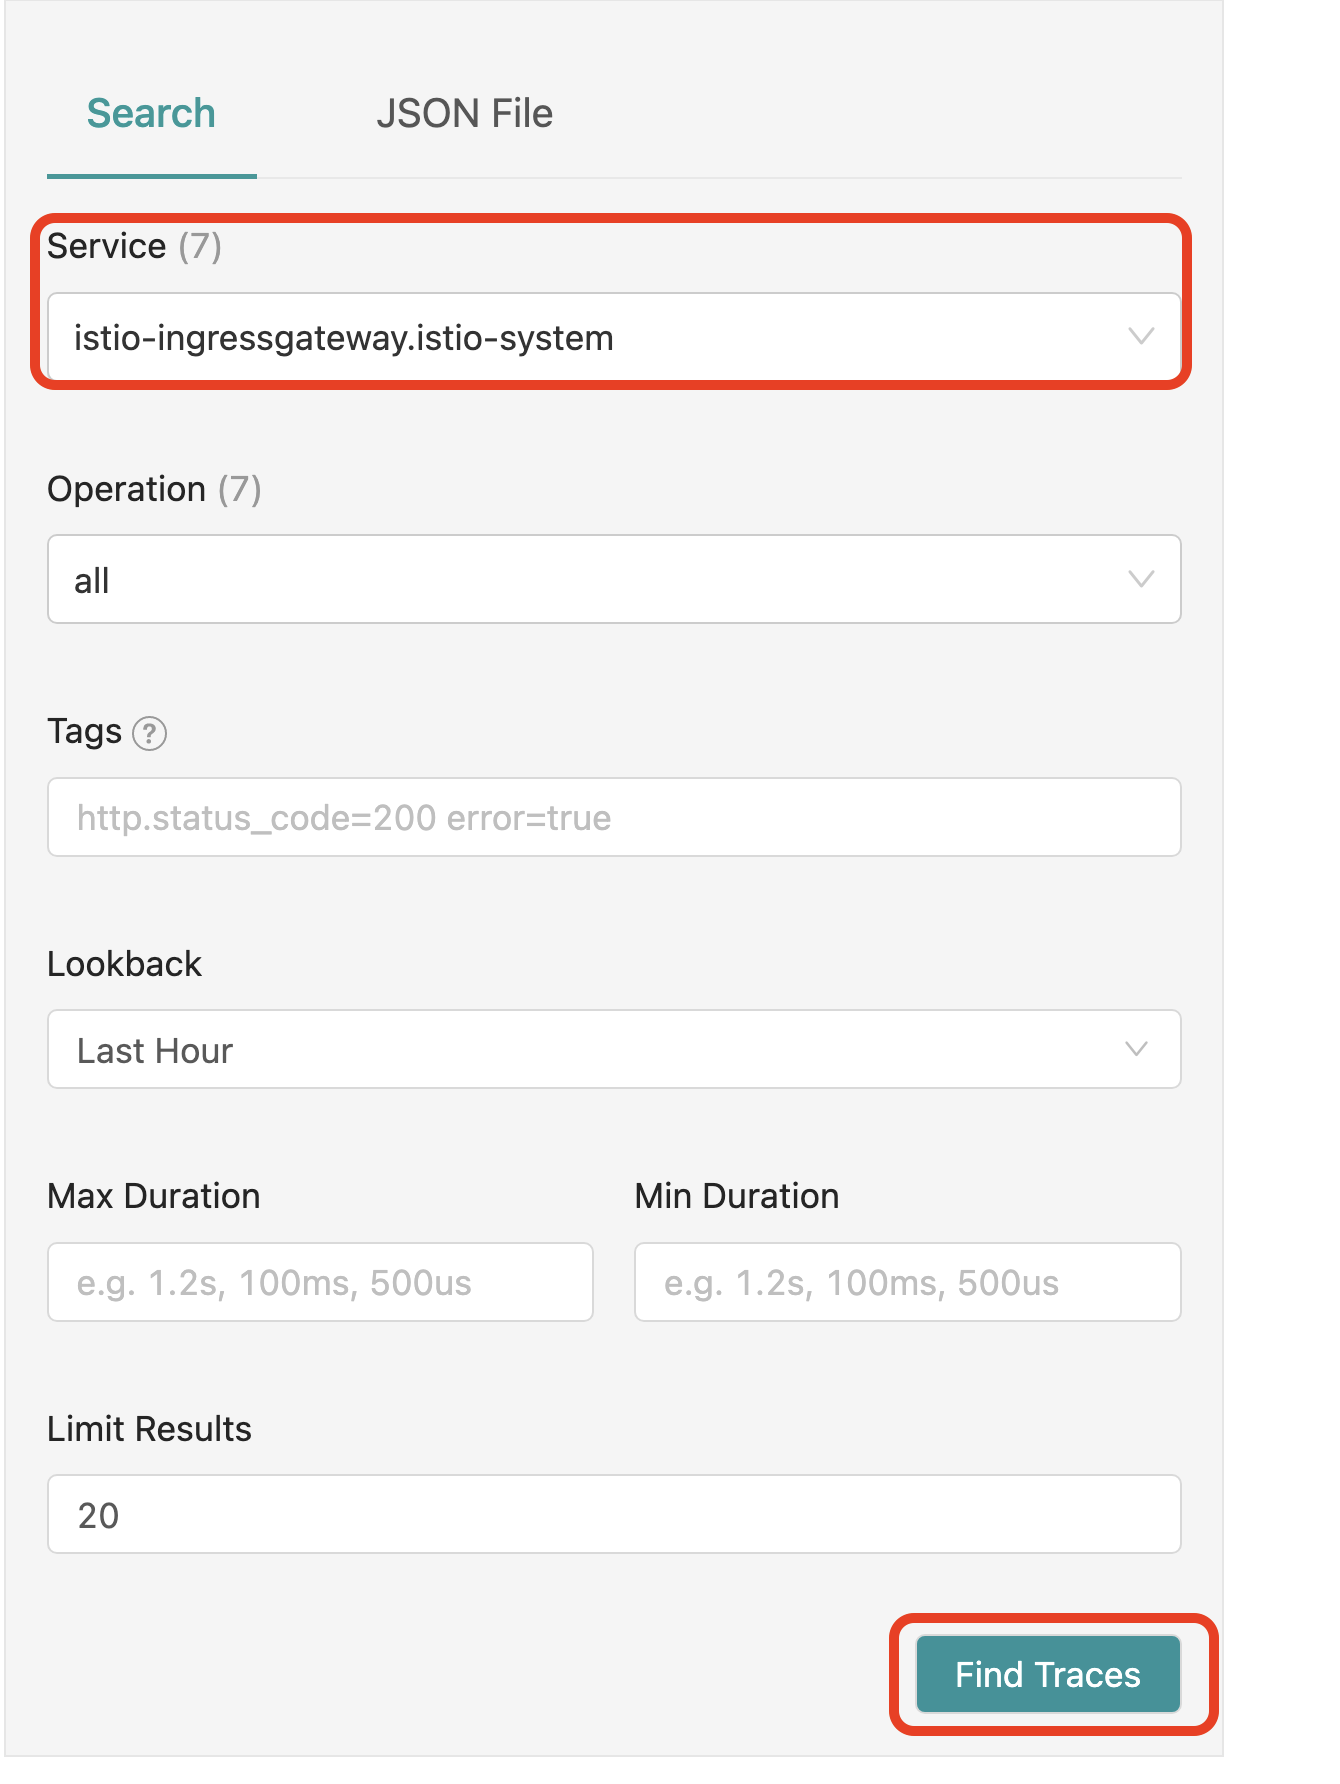 Search JSON File
Service (7)
istio-ingressgateway.istio-system
Operation (7)
all
Tags ?
http.status_code=200 error=true
Lookback
Last Hour
Max Duration Min Duration
e.g. 1.2s, 100ms, 500us e.g. 1.2s, 100ms, 500us
Limit Results
20
Find Traces